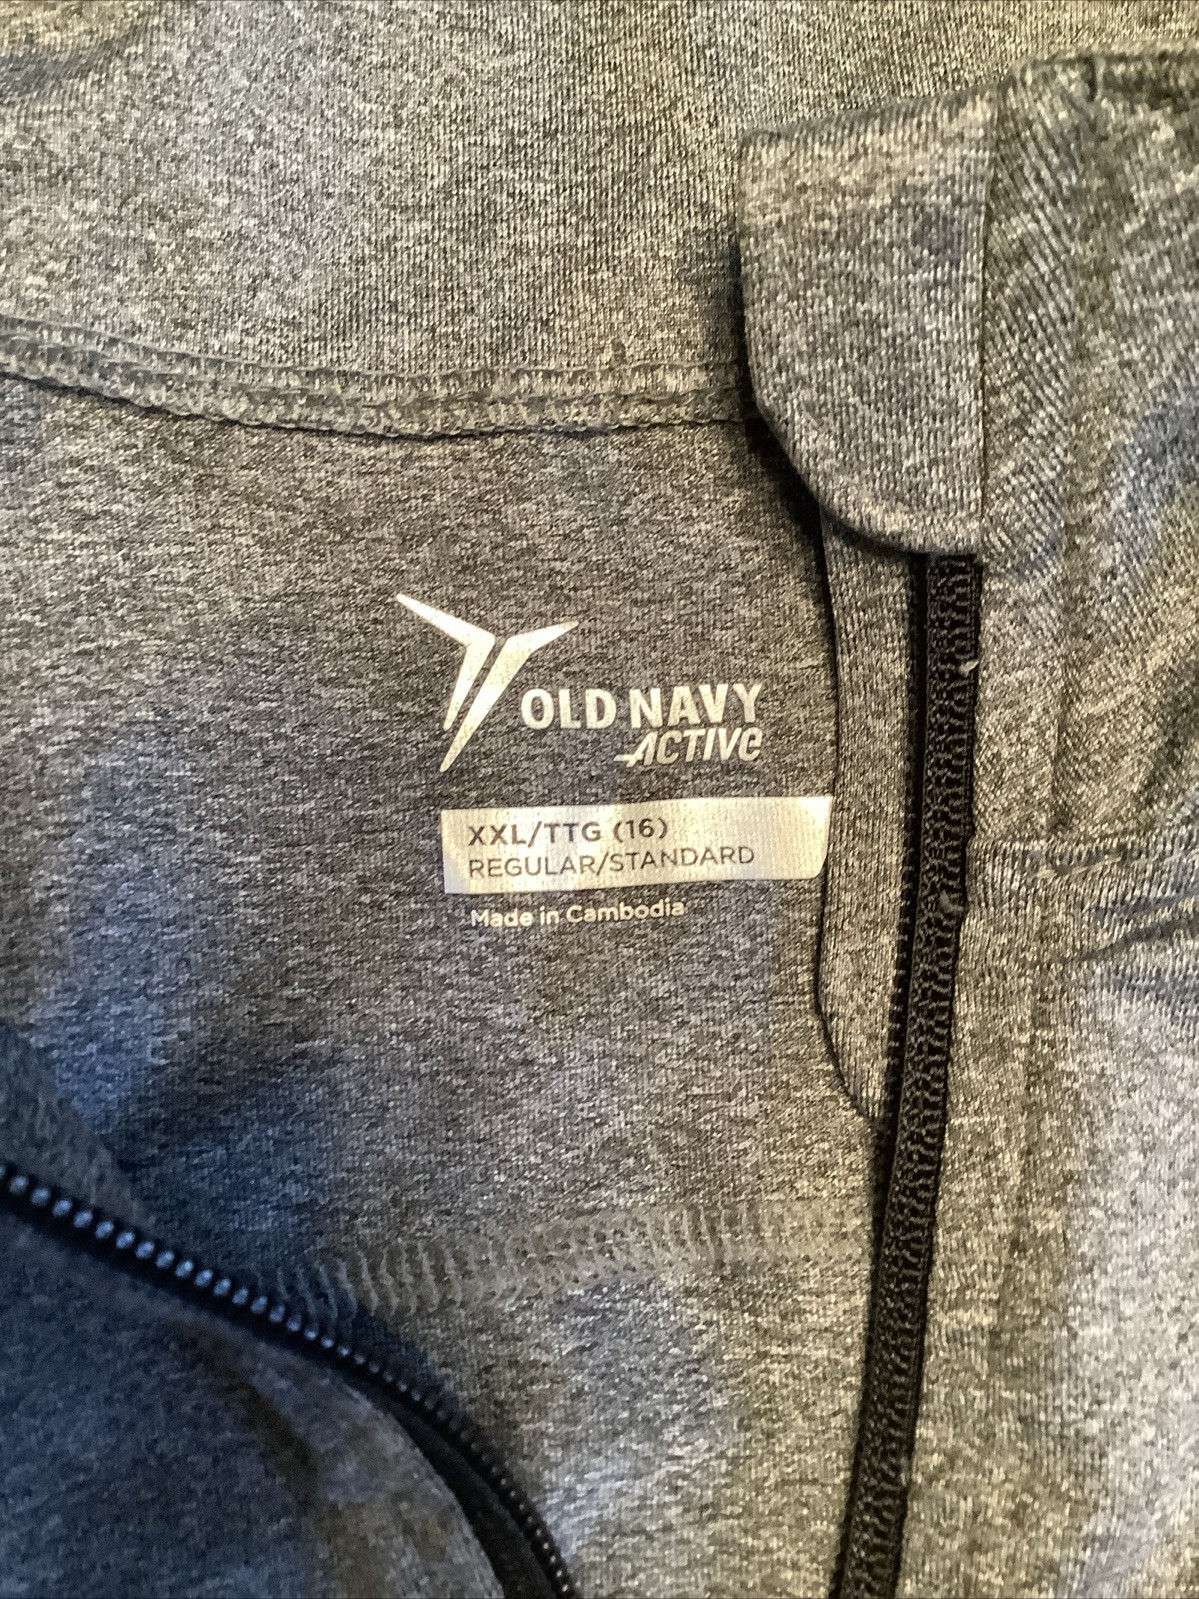 OLD NAVY
ACTIVE
XXL/TTG (16)
REGULAR/STANDARD
Made in Cambodia